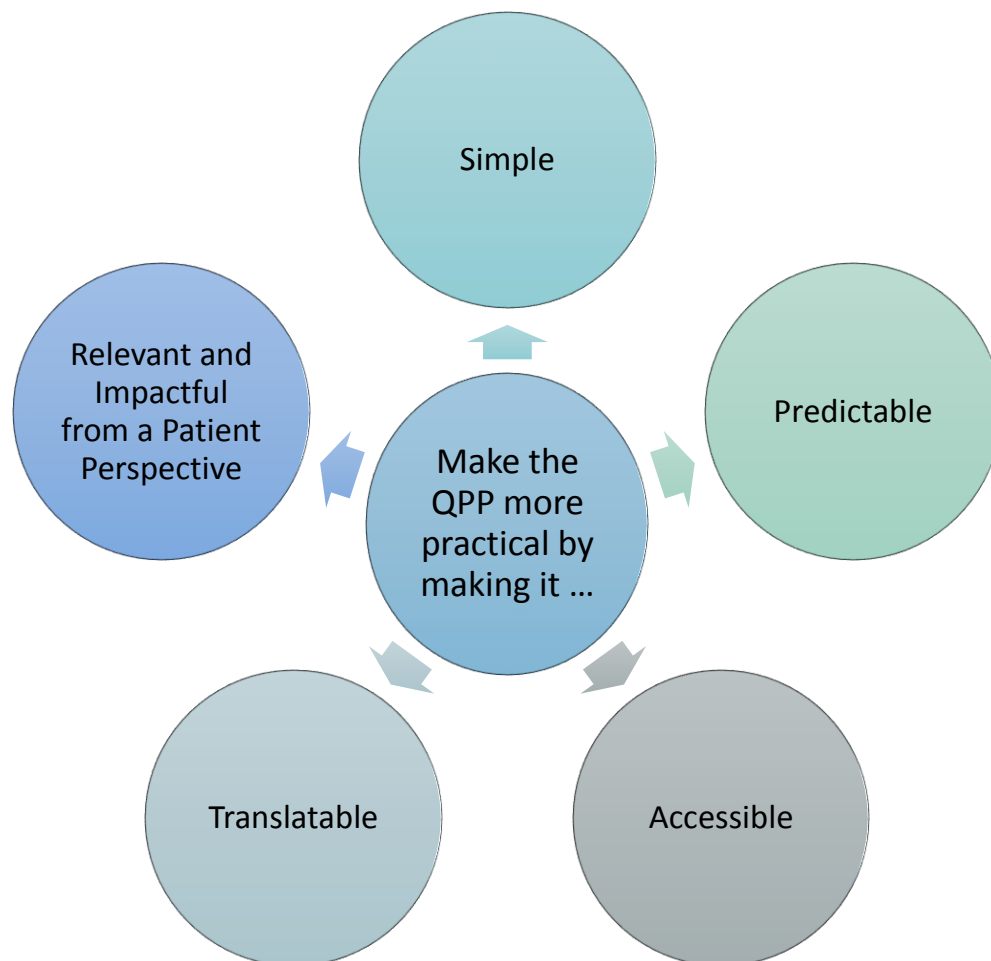 Simple
Relevant and
Impactful
from a Patient
Perspective
Predictable
Make the
QPP more
practical by
making it ...
Translatable
Accessible